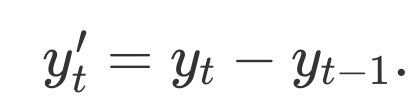 y′ₜ = yₜ − yₜ₋₁.